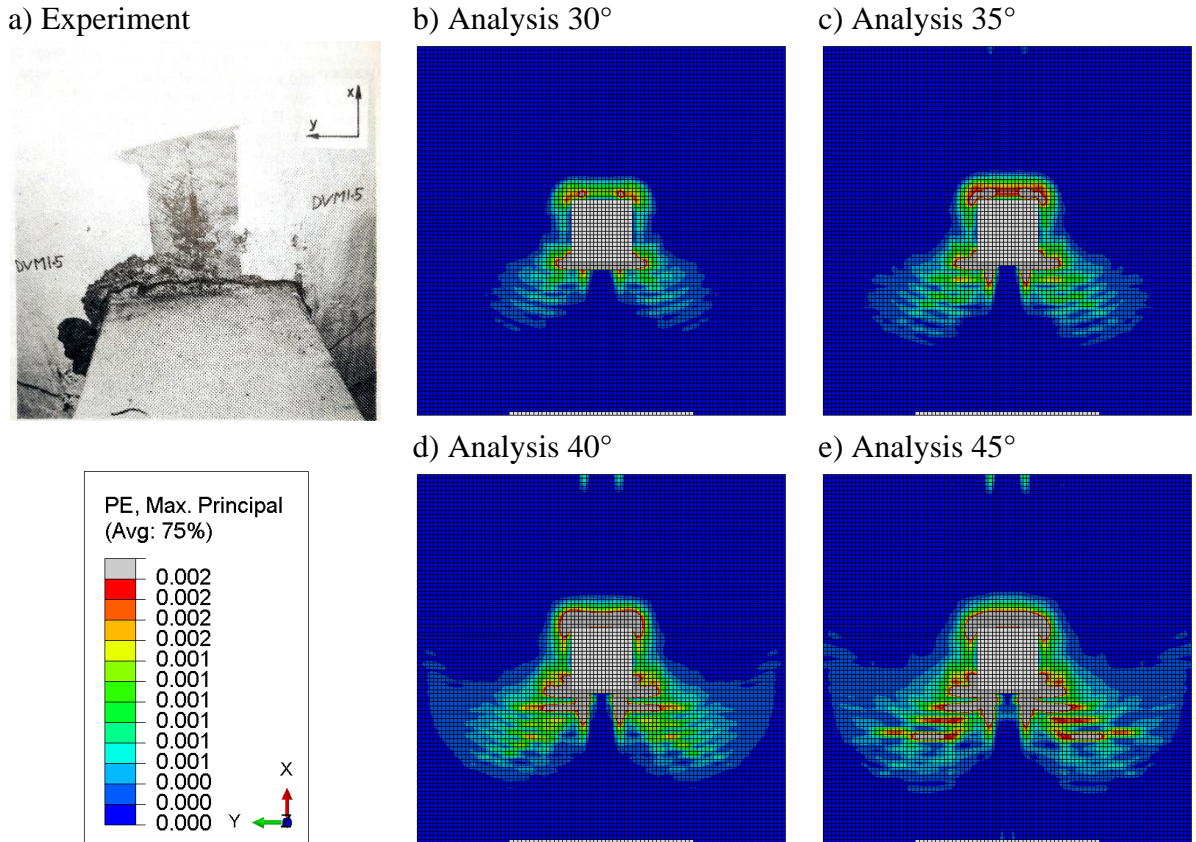 a) Experiment
b) Analysis 30°
c) Analysis 35°
x
y
DVM1.5
DVM1.5
d) Analysis 40°
e) Analysis 45°
PE, Max. Principal
(Avg: 75%)
0.002
0.002
0.002
0.002
0.001
0.001
0.001
0.001
0.001
0.000
0.000
0.000
X
Y
Z